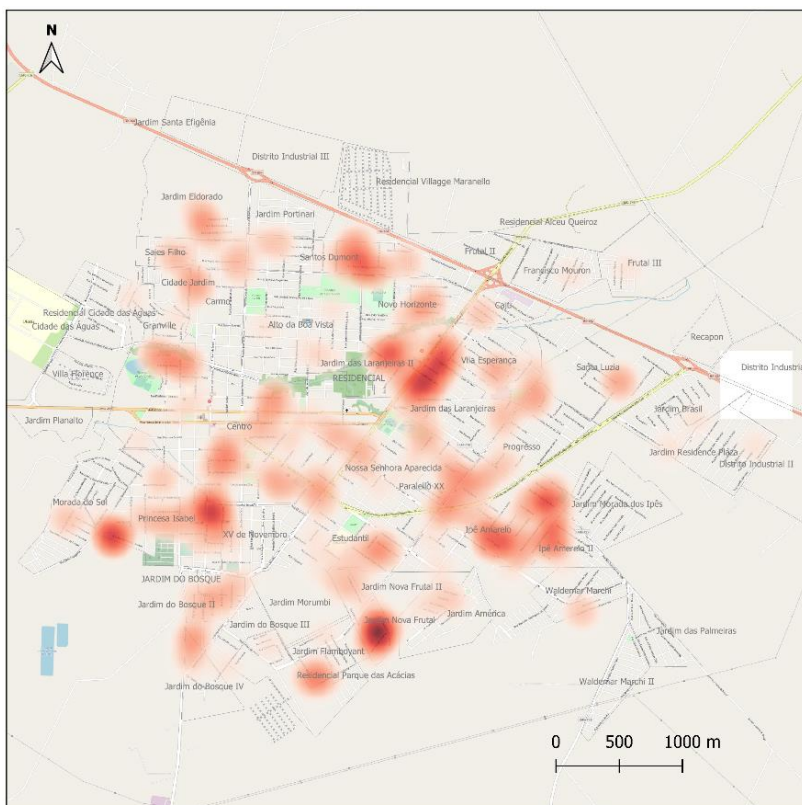 N
Jardim Santa Efigênia
Distrito Industrial III
Residencial Villagge Maranello
Jardim Eldorado
Jardim Portinari
Residencial Alceu Queiroz
Sales Filho
Santos Dumont
Frutal II
Frutal III
Francisco Mouron
Cidade Jardim
Carmo
Novo Horizonte
Residencial Cidade das Águas
Cidade das Águas
Granville
Alto da Boa Vista
Recapon
Jardim das Laranjeiras II
Vila Esperança
Distrito Industria
Villa Florence
RESIDENCIAL
Santa Luzia
Jardim das Laranjeiras
Jardim Brasil
Jardim Planalto
Centro
Progresso
Jardim Residence Plaza
Nossa Senhora Aparecida
Distrito Industrial II
Paraleilo XX
Morada do Sol
Princesa Isabel
Jardim Morada dos Ipês
XV de Novembro
Estudantil
Ipê Amarelo
Ipê Amarelo II
JARDIM DO BOSQUE
Jardim Nova Frutal II
Waldemar Marchi
Jardim do Bosque II
Jardim Morumbi
Jardim América
Jardim do Bosque III
Jardim Nova Frutal
Jardim das Palmeiras
Jardim Flamboyant
Residencial Parque das Acácias
Jardim do Bosque IV
Waldemar Marchi II
0 500 1000 m